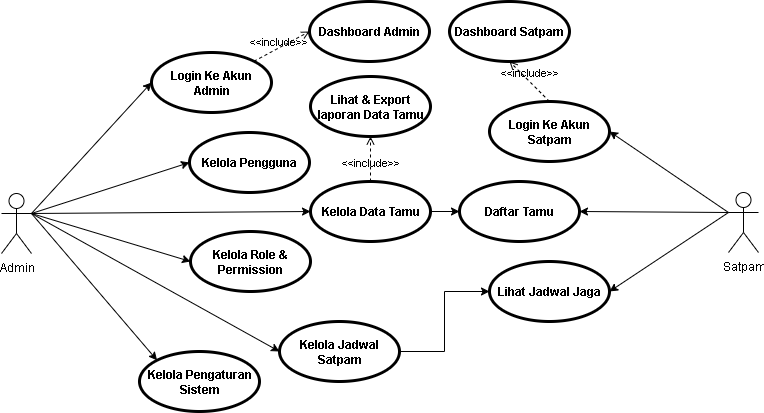 Dashboard Admin
Dashboard Satpam
<<include>>
Login Ke Akun
Admin
<<include>>
Lihat & Export
laporan Data Tamu
Login Ke Akun
Satpam
Kelola Pengguna
<<include>>
Kelola Data Tamu
Daftar Tamu
Admin
Satpam
Kelola Role &
Permission
Lihat Jadwal Jaga
Kelola Jadwal
Satpam
Kelola Pengaturan
Sistem